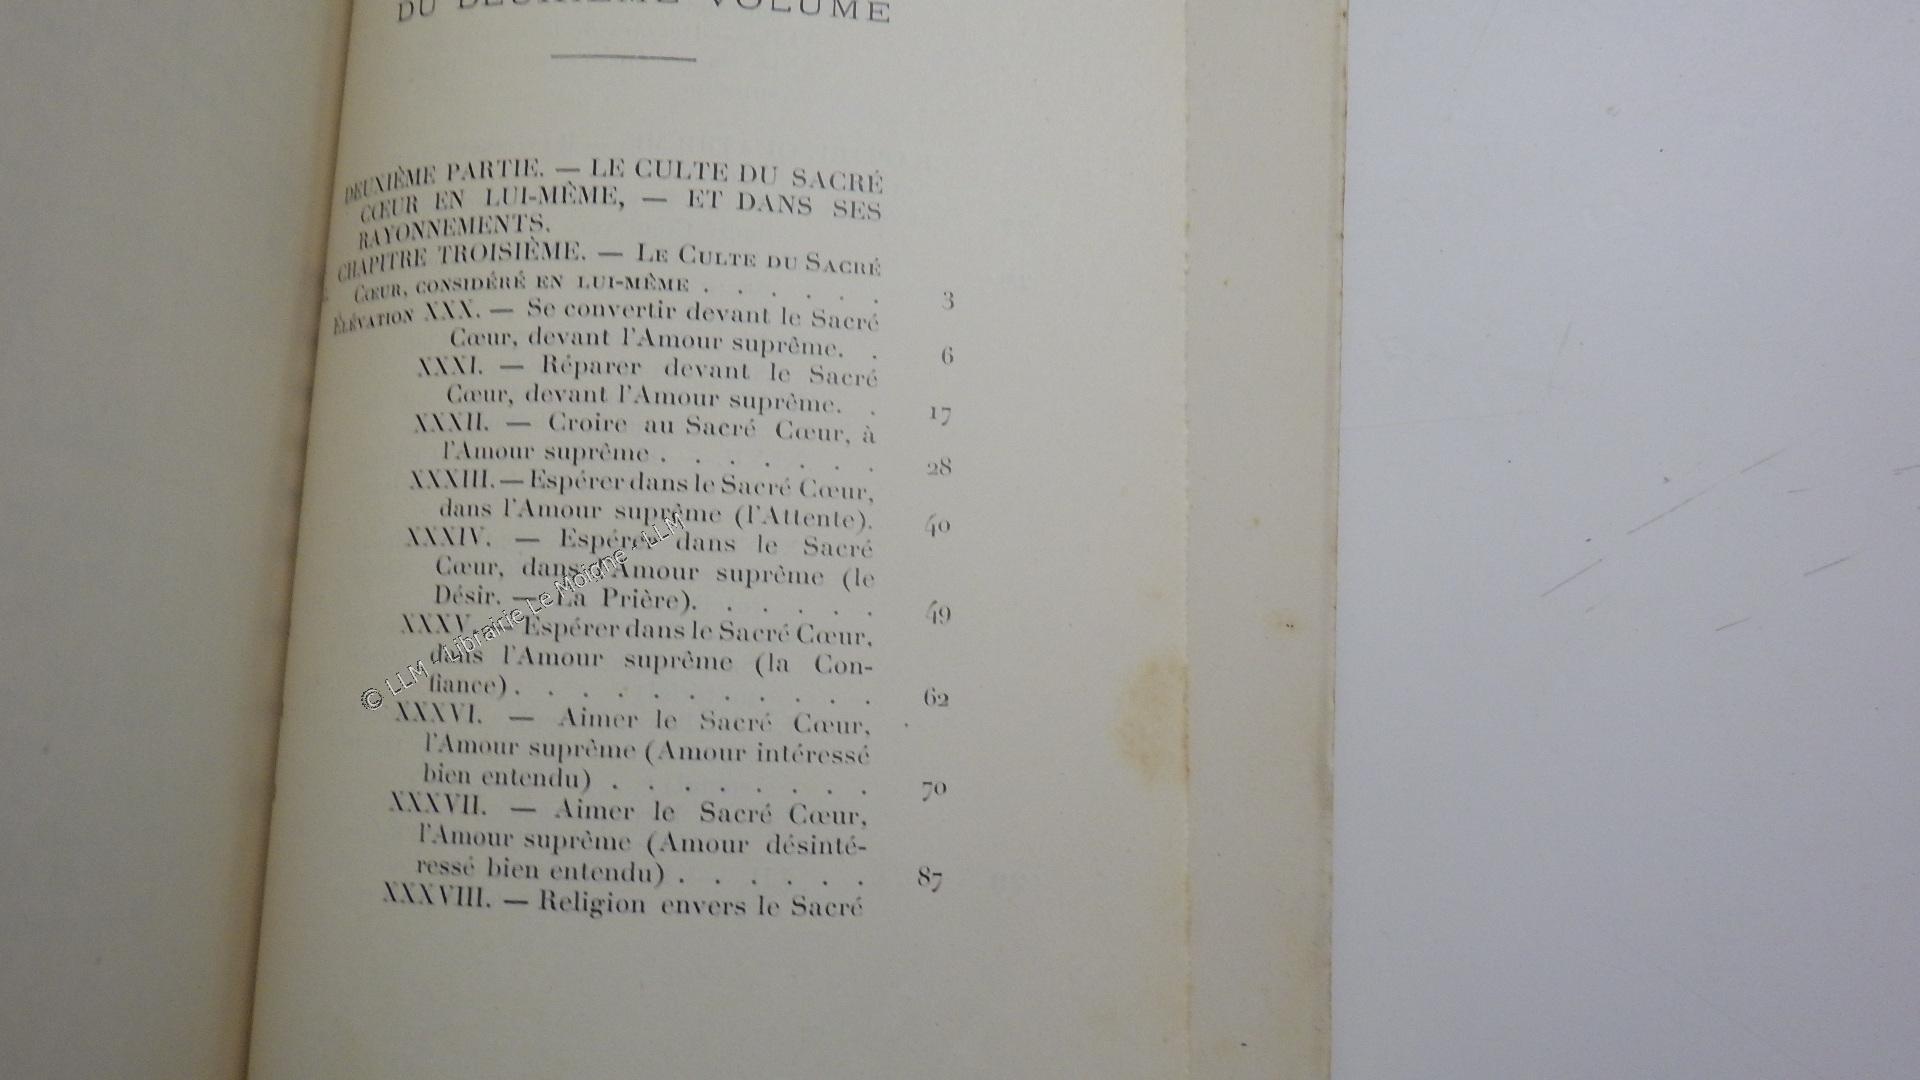 DU DEUXIÈME VOLUME
DEUXIÈME PARTIE. — LE CULTE DU SACRÉ
CŒUR EN LUI-MÊME, — ET DANS SES
RAYONNEMENTS.
CHAPITRE TROISIÈME. — LE CULTE DU SACRÉ
CŒUR, CONSIDÉRÉ EN LUI-MÊME . . . . . . 3
ÉLÉVATION XXX. — Se convertir devant le Sacré
Cœur, devant l'Amour suprême. . 6
XXXI. — Réparer devant le Sacré
Cœur, devant l'Amour suprême. . 17
XXXII. — Croire au Sacré Cœur, à
l'Amour suprême . . . . . . . 28
XXXIII. — Espérer dans le Sacré Cœur,
dans l'Amour suprême (l'Attente). 40
XXXIV. — Espérer dans le Sacré
Cœur, dans l'Amour suprême (le
Désir. — La Prière). . . . . . 49
XXXV. — Espérer dans le Sacré Cœur,
dans l'Amour suprême (la Con-
fiance) . . . . . . . . . . . 62
XXXVI. — Aimer le Sacré Cœur,
l'Amour suprême (Amour intéressé
bien entendu) . . . . . . . . 70
XXXVII. — Aimer le Sacré Cœur,
l'Amour suprême (Amour désinté-
ressé bien entendu) . . . . . . 87
XXXVIII. — Religion envers le Sacré
© LLM - Librairie Le Moigne - LLM